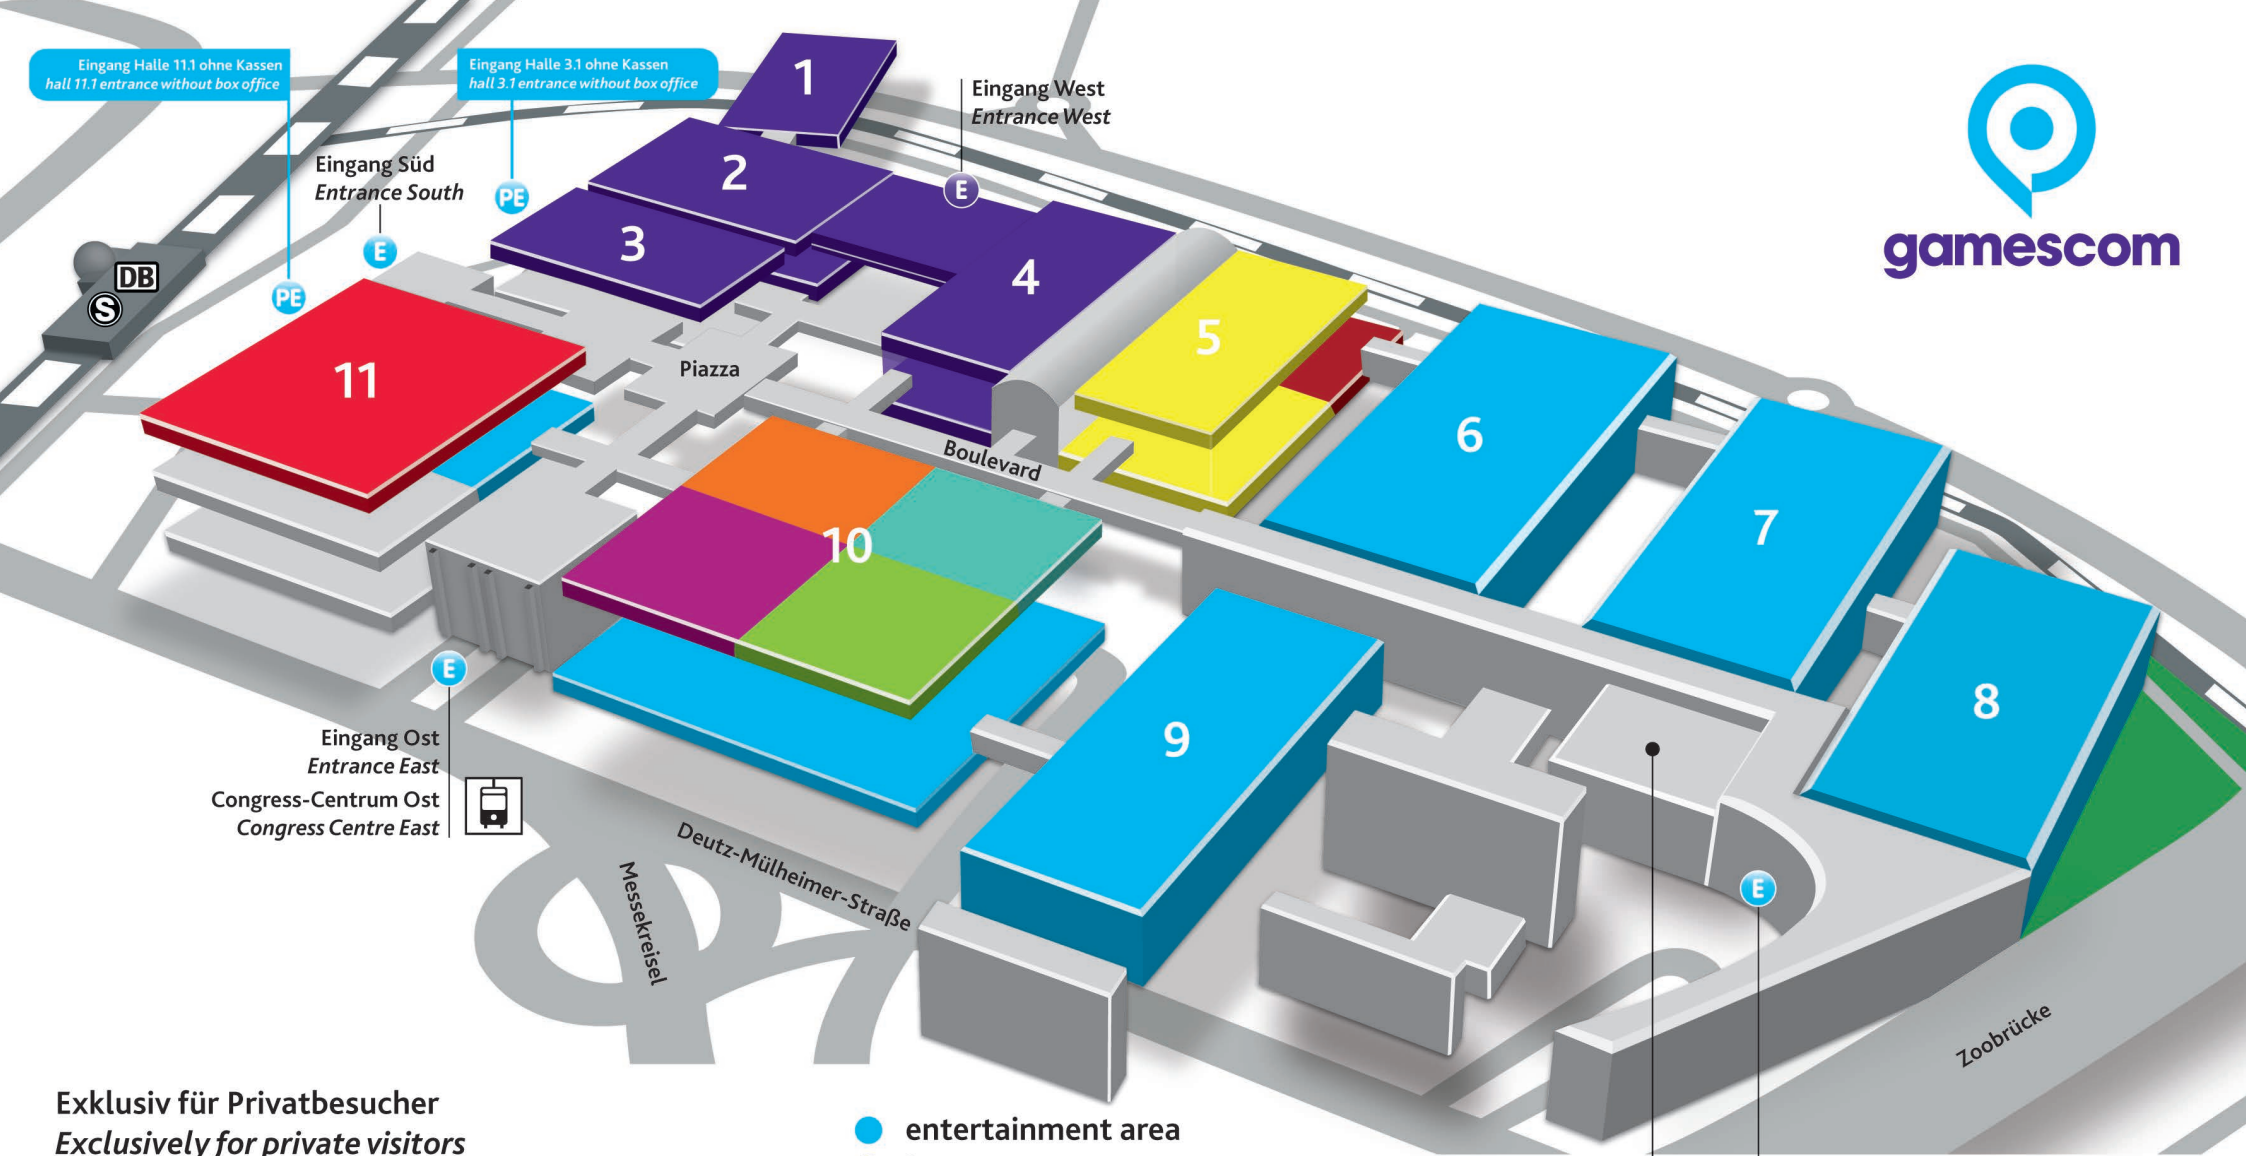 Eingang Halle 11.1 ohne Kassen
hall 11.1 entrance without box office
Eingang Halle 3.1 ohne Kassen
hall 3.1 entrance without box office
1
Eingang West
Entrance West
E
gamescom
Eingang Süd
Entrance South
E
PE
2
3
4
DB
S
PE
11
Piazza
5
6
Boulevard
7
10
8
9
E
Eingang Ost
Entrance East
Congress-Centrum Ost
Congress Centre East
Deutz-Mülheimer-Straße
Messekreisel
E
Zoobrücke
Exklusiv für Privatbesucher
Exclusively for private visitors
entertainment area